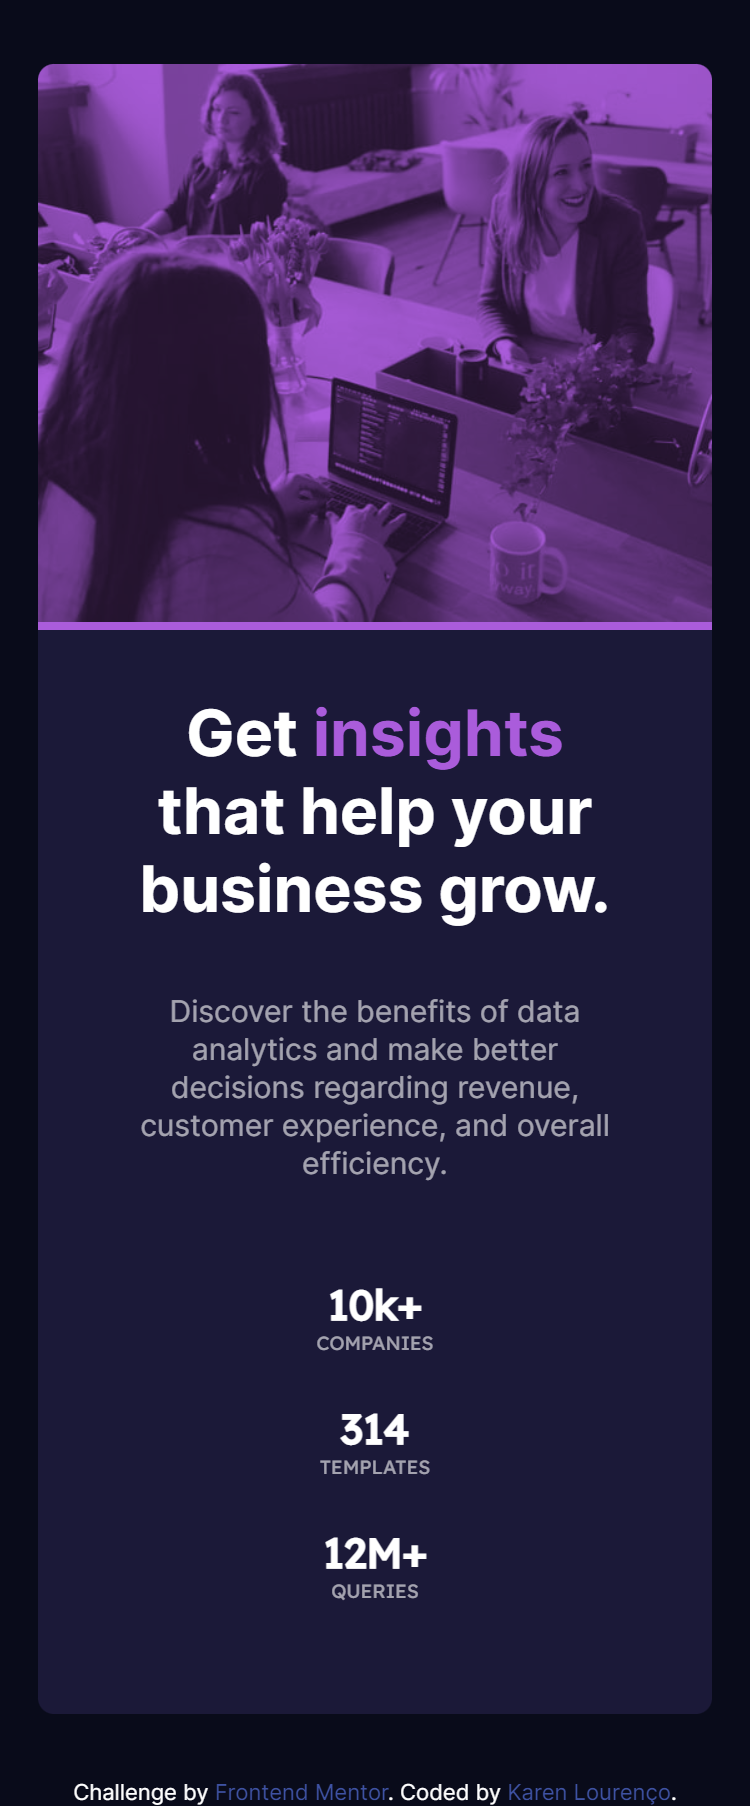 Get insights
that help your
business grow.
Discover the benefits of data
analytics and make better
decisions regarding revenue,
customer experience, and overall
efficiency.
10k+
COMPANIES
314
TEMPLATES
12M+
QUERIES
Challenge by Frontend Mentor. Coded by Karen Lourenço.